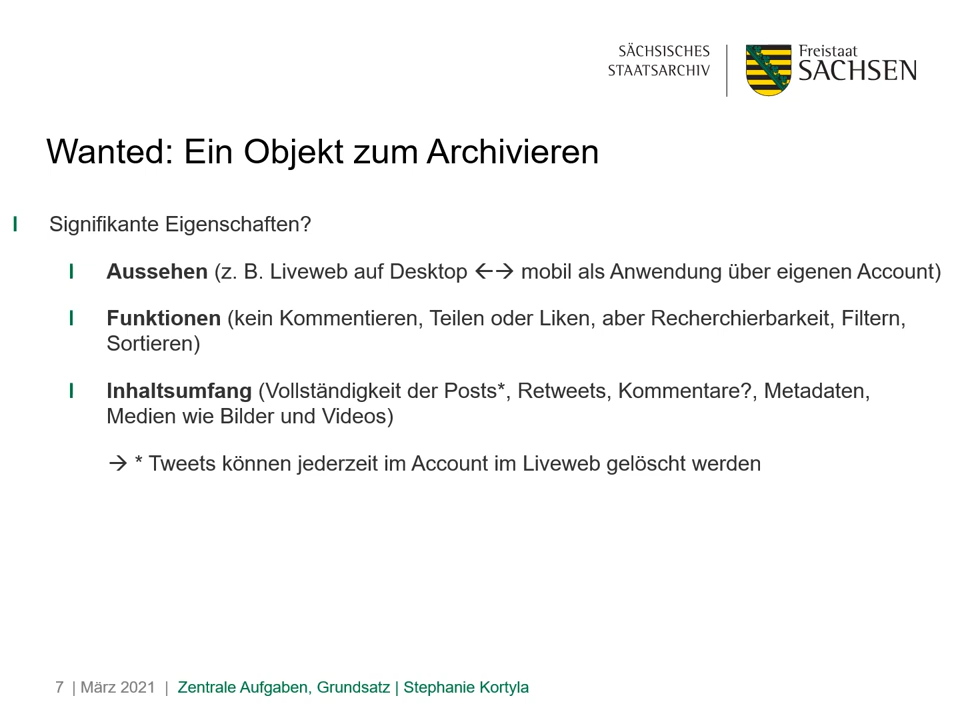 SÄCHSISCHES
STAATSARCHIV
Freistaat
SACHSEN
Wanted: Ein Objekt zum Archivieren
I Signifikante Eigenschaften?
I Aussehen (z. B. Liveweb auf Desktop ←→ mobil als Anwendung über eigenen Account)
I Funktionen (kein Kommentieren, Teilen oder Liken, aber Recherchierbarkeit, Filtern,
Sortieren)
I Inhaltsumfang (Vollständigkeit der Posts*, Retweets, Kommentare?, Metadaten,
Medien wie Bilder und Videos)
→ * Tweets können jederzeit im Account im Liveweb gelöscht werden
7 | März 2021 | Zentrale Aufgaben, Grundsatz | Stephanie Kortyla